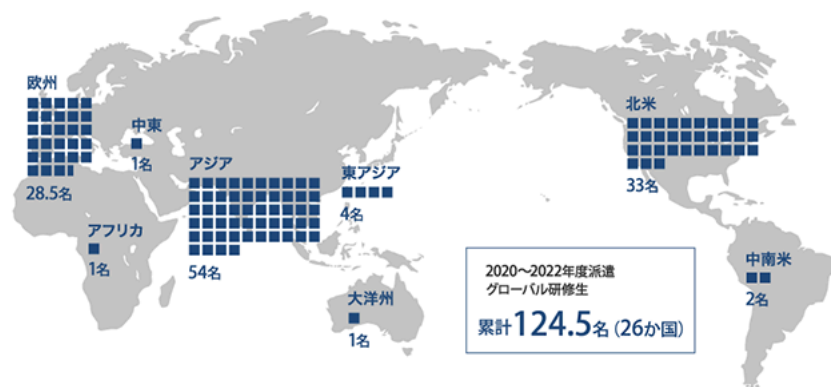 欧州
28.5名
中東
1名
アフリカ
1名
アジア
54名
東アジア
4名
大洋州
1名
北米
33名
中南米
2名
2020～2022年度派遣
グローバル研修生
累計124.5名（26か国）